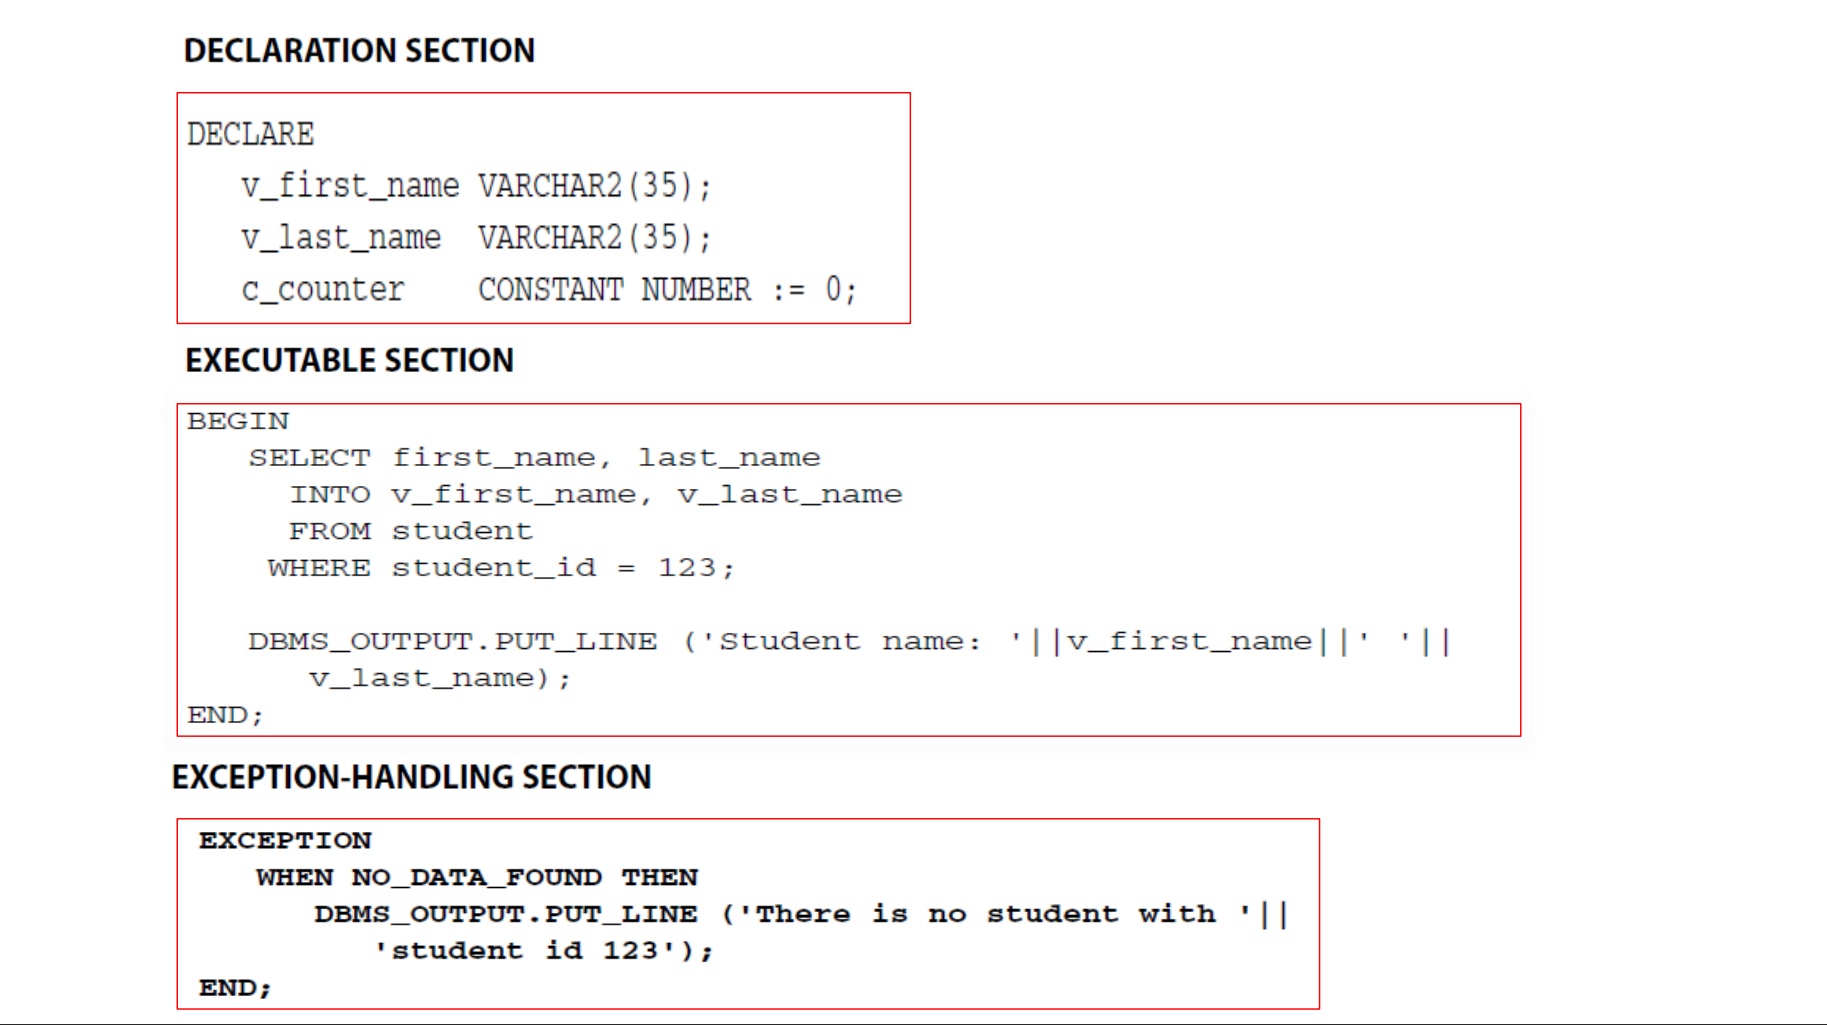 DECLARATION SECTION
DECLARE
v_first_name VARCHAR2(35);
v_last_name VARCHAR2(35);
c_counter CONSTANT NUMBER := 0;
EXECUTABLE SECTION
BEGIN
SELECT first_name, last_name
INTO v_first_name, v_last_name
FROM student
WHERE student_id = 123;
DBMS_OUTPUT.PUT_LINE ('Student name: '||v_first_name||' '||
v_last_name);
END;
EXCEPTION-HANDLING SECTION
EXCEPTION
WHEN NO_DATA_FOUND THEN
DBMS_OUTPUT.PUT_LINE ('There is no student with '||
'student id 123');
END;